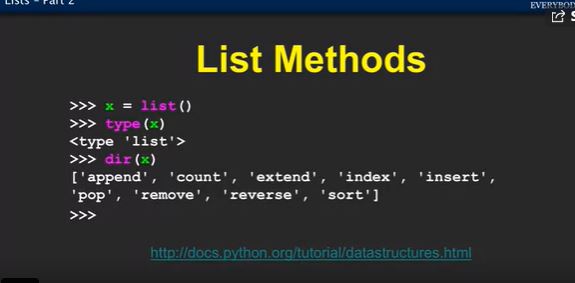 Lists - Part 2
EVERYBOD
List Methods
>>> x = list()
>>> type(x)
<type 'list'>
>>> dir(x)
['append', 'count', 'extend', 'index', 'insert',
'pop', 'remove', 'reverse', 'sort']
>>>
http://docs.python.org/tutorial/datastructures.html